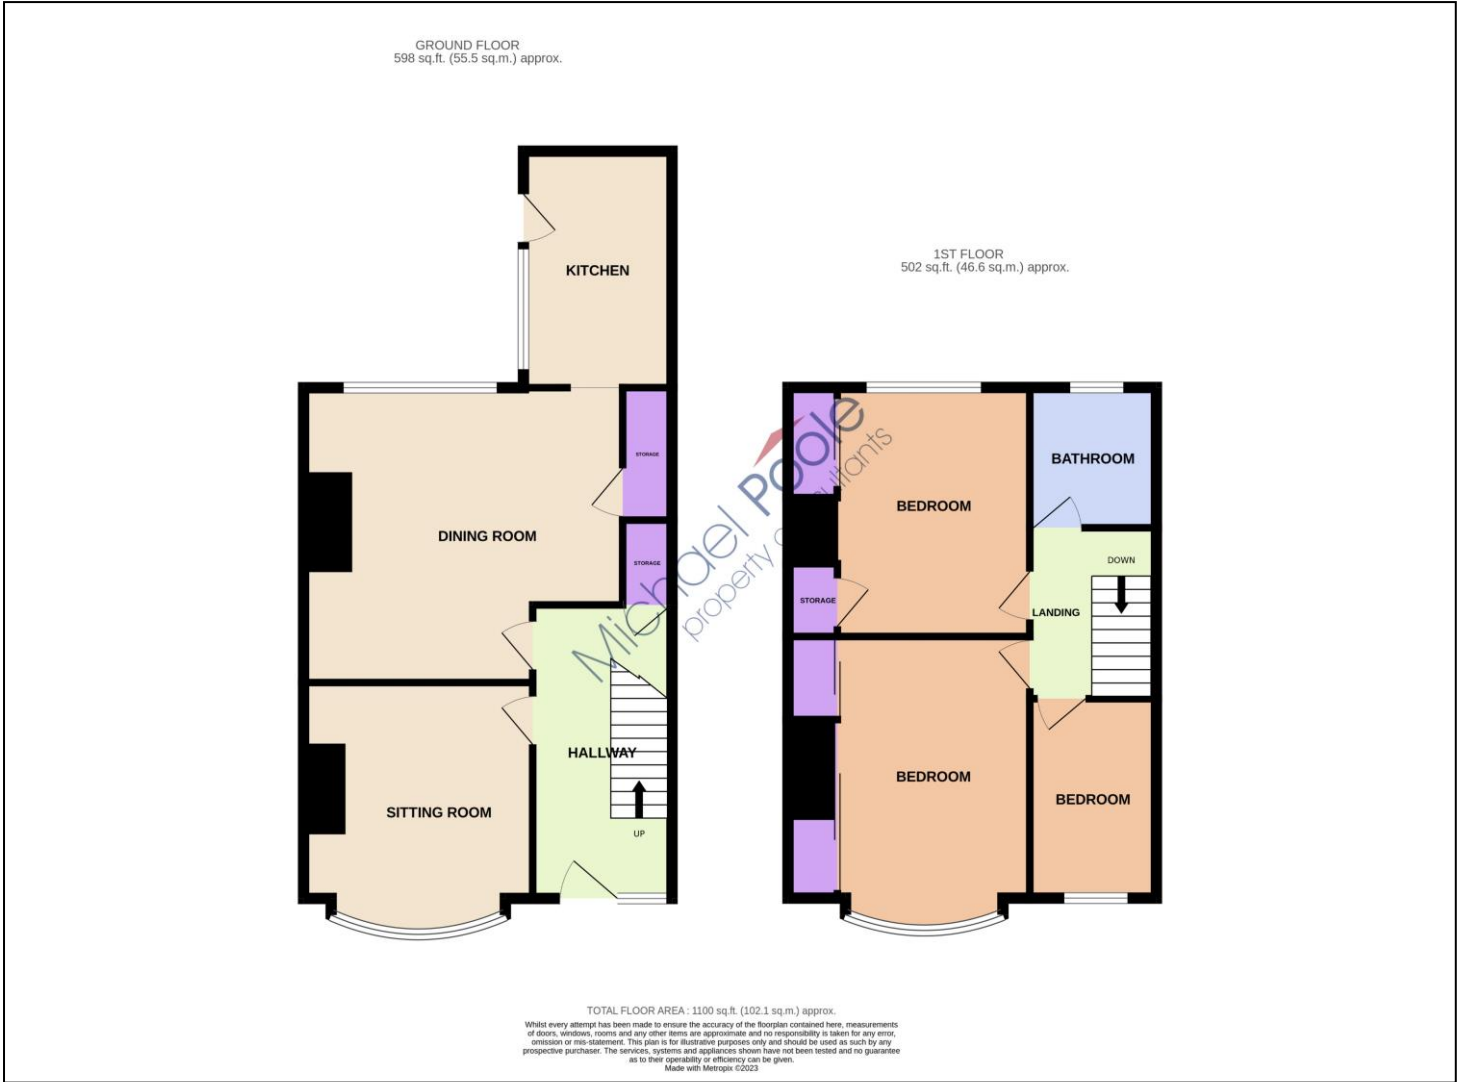 GROUND FLOOR
598 sq.ft. (55.5 sq.m.) approx.
KITCHEN
1ST FLOOR
502 sq.ft. (46.6 sq.m.) approx.
STORAGE
DINING ROOM
STORAGE
BEDROOM
BATHROOM
DOWN
STORAGE
LANDING
Michael Poole
property
HALLWAY
SITTING ROOM
UP
BEDROOM
BEDROOM
TOTAL FLOOR AREA : 1100 sq.ft. (102.1 sq.m.) approx.
Whilst every attempt has been made to ensure the accuracy of the floorplan contained here, measurements
of doors, windows, rooms and any other items are approximate and no responsibility is taken for any error,
omission or mis-statement. This plan is for illustrative purposes only and should be used as such by any
prospective purchaser. The services, systems and appliances shown have not been tested and no guarantee
as to their operability or efficiency can be given.
Made with Metropix ©2023